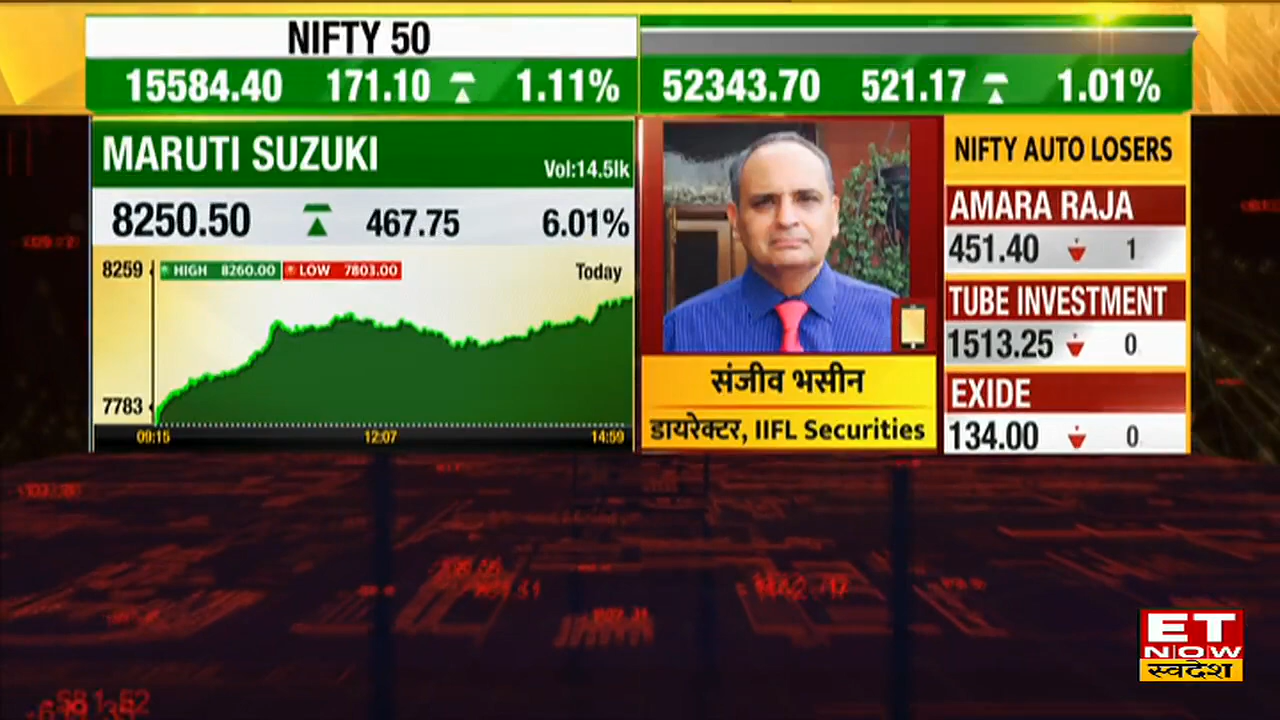 NIFTY 50
15584.40 171.10 1.11%
52343.70 521.17 1.01%
MARUTI SUZUKI
Vol:14.5lk
8250.50 467.75 6.01%
8259
HIGH 8260.00 LOW 7803.00
Today
7783
09:15 12:07 14:59
संजीव भसीन
डायरेक्टर, IIFL Securities
NIFTY AUTO LOSERS
AMARA RAJA
451.40 1
TUBE INVESTMENT
1513.25 0
EXIDE
134.00 0
ET
NOW
स्वदेश